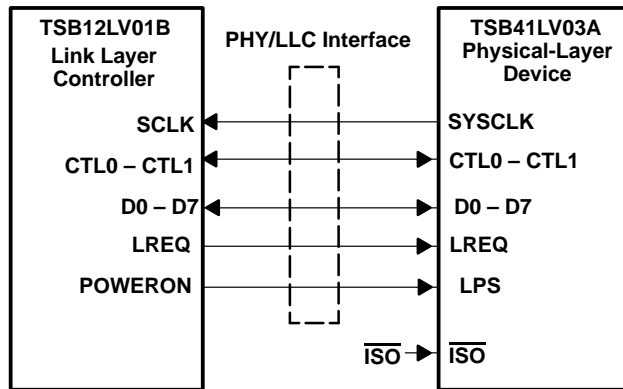 TSB12LV01B
Link Layer
Controller
PHY/LLC Interface
TSB41LV03A
Physical-Layer
Device
SCLK
SYSCLK
CTL0 – CTL1
CTL0 – CTL1
D0 – D7
D0 – D7
LREQ
LREQ
POWERON
LPS
ISO
ISO